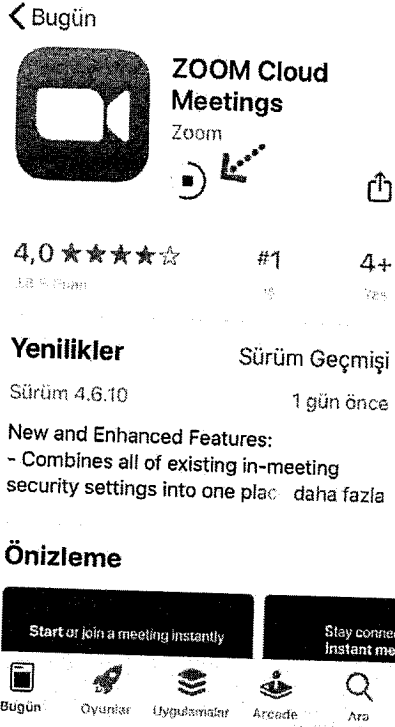 Bugün
ZOOM Cloud
Meetings
Zoom
4,0 #1 4+
Yenilikler Sürüm Geçmişi
Sürüm 4.6.10 1 gün önce
New and Enhanced Features:
- Combines all of existing in-meeting
security settings into one plac daha fazla
Önizleme
Start or join a meeting instantly
Stay conne
Instant me
Bugün Oyunlar Uygulamalar Arcade Ara